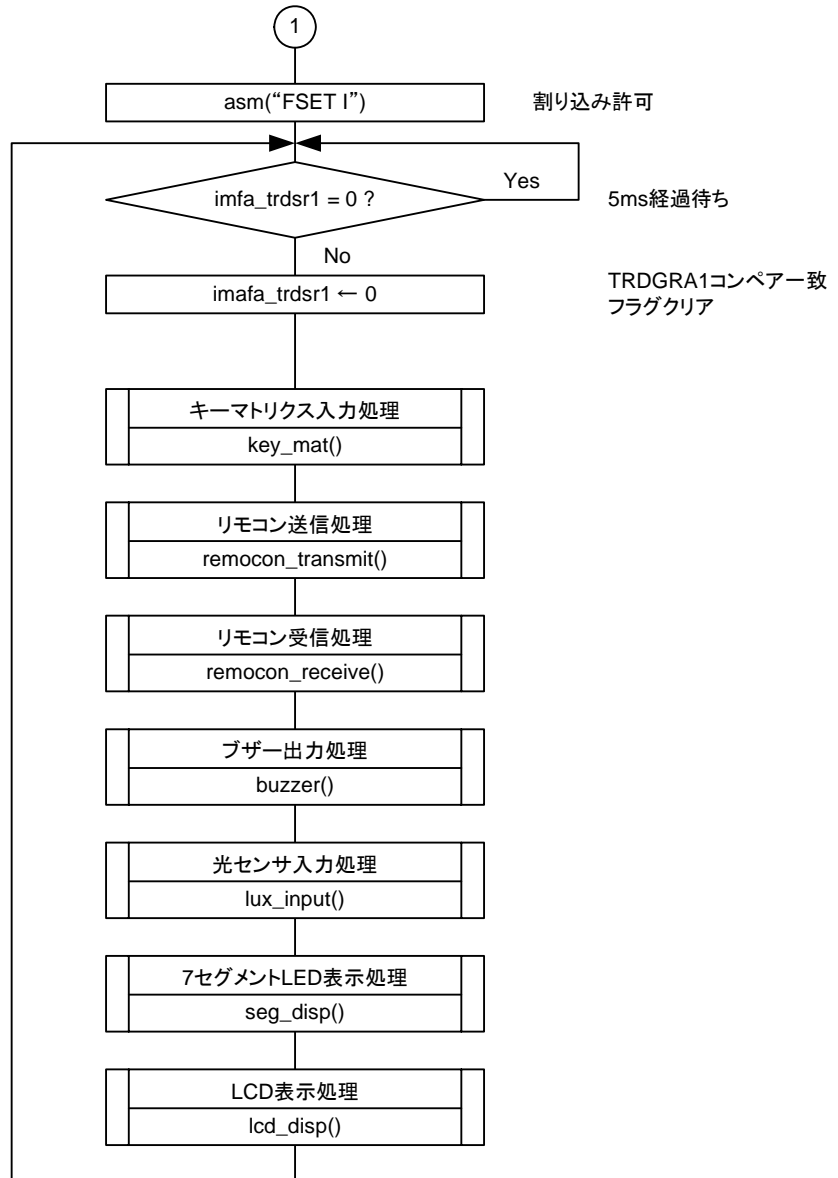 1
asm(“FSET I”)
割り込み許可
imfa_trdsr1 = 0 ?
Yes
5ms経過待ち
No
imafa_trdsr1 ← 0
TRDGRA1コンペアー致
フラグクリア
キーマトリクス入力処理
key_mat()
リモコン送信処理
remocon_transmit()
リモコン受信処理
remocon_receive()
ブザー出力処理
buzzer()
光センサ入力処理
lux_input()
7セグメントLED表示処理
seg_disp()
LCD表示処理
lcd_disp()